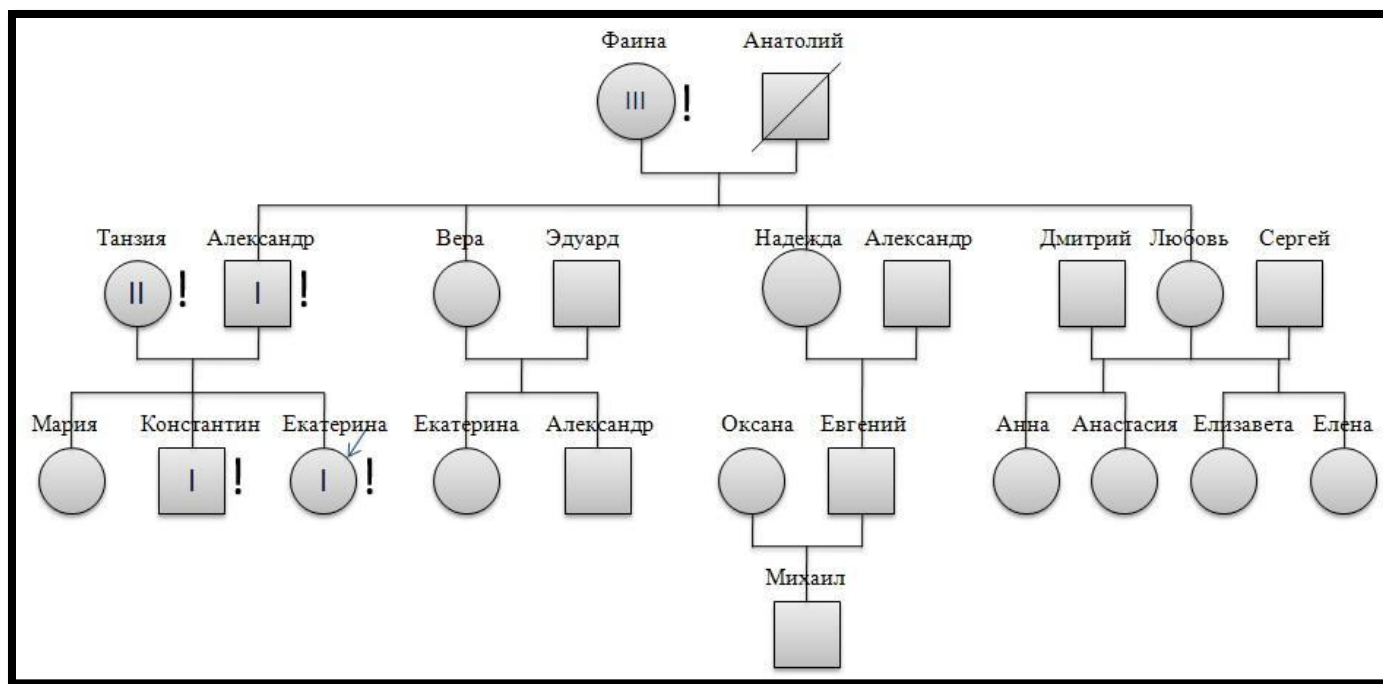 Фаина Анатолий
III !
Танзия Александр Вера Эдуард Надежда Александр Дмитрий Любовь Сергей
II ! I !
Мария Константин Екатерина Екатерина Александр Оксана Евгений Анна Анастасия Елизавета Елена
I ! I !
Михаил